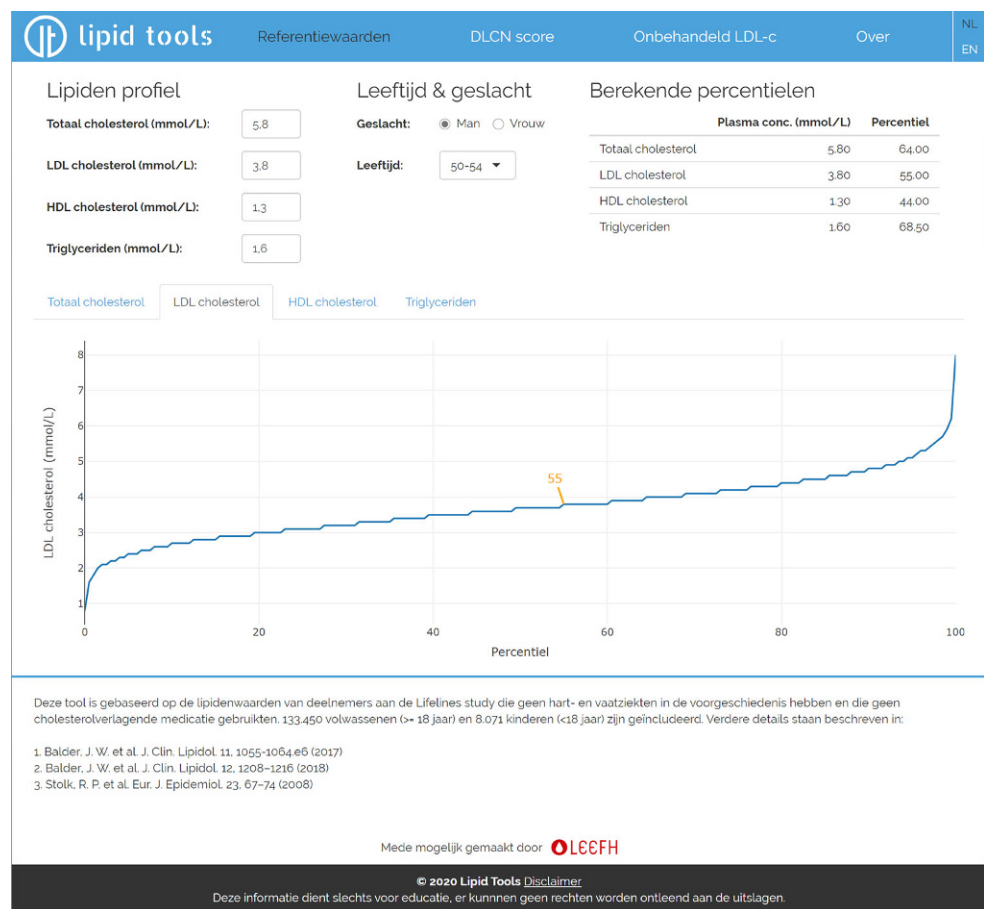 lipid tools
Referentiewaarden
DLCN score
Onbehandeld LDL-c
Over
NL
EN
Lipiden profiel
Totaal cholesterol (mmol/L): 5,8
LDL cholesterol (mmol/L): 3,8
HDL cholesterol (mmol/L): 1,3
Triglyceriden (mmol/L): 1,6
Leeftijd & geslacht
Geslacht: Man Vrouw
Leeftijd: 50-54
Berekende percentielen
Plasma conc. (mmol/L) Percentiel
Totaal cholesterol 5.80 64.00
LDL cholesterol 3.80 55.00
HDL cholesterol 1.30 44.00
Triglyceriden 1.60 68.50
Totaal cholesterol
LDL cholesterol
HDL cholesterol
Triglyceriden
LDL cholesterol (mmol/L)
8
7
6
5
4
3
2
1
55
0 20 40 60 80 100
Percentiel
Deze tool is gebaseerd op de lipidenwaarden van deelnemers aan de Lifelines study die geen hart- en vaatziekten in de voorgeschiedenis hebben en die geen
cholesterolverlagende medicatie gebruikten. 133.450 volwassenen (>= 18 jaar) en 8.071 kinderen (<18 jaar) zijn geïncludeerd. Verdere details staan beschreven in:
1. Balder, J. W. et al. J. Clin. Lipidol. 11, 1055-1064.e6 (2017)
2. Balder, J. W. et al. J. Clin. Lipidol. 12, 1208–1216 (2018)
3. Stolk, R. P. et al. Eur. J. Epidemiol. 23, 67–74 (2008)
Mede mogelijk gemaakt door LEEFH
© 2020 Lipid Tools Disclaimer
Deze informatie dient slechts voor educatie, er kunnnen geen rechten worden ontleend aan de uitslagen.